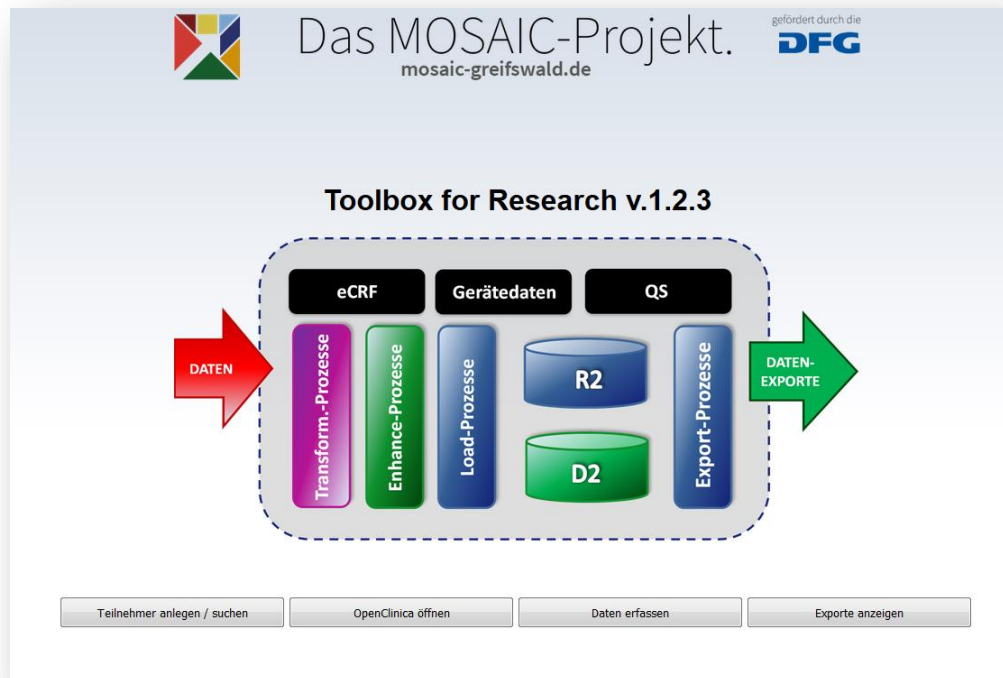 Das MOSAIC-Projekt.
mosaic-greifswald.de
gefördert durch die
DFG
Toolbox for Research v.1.2.3
eCRF
Gerätedaten
QS
DATEN
Transform.-Prozesse
Enhance-Prozesse
Load-Prozesse
R2
D2
Export-Prozesse
DATEN-
EXPORTE
Teilnehmer anlegen / suchen
OpenClinica öffnen
Daten erfassen
Exporte anzeigen